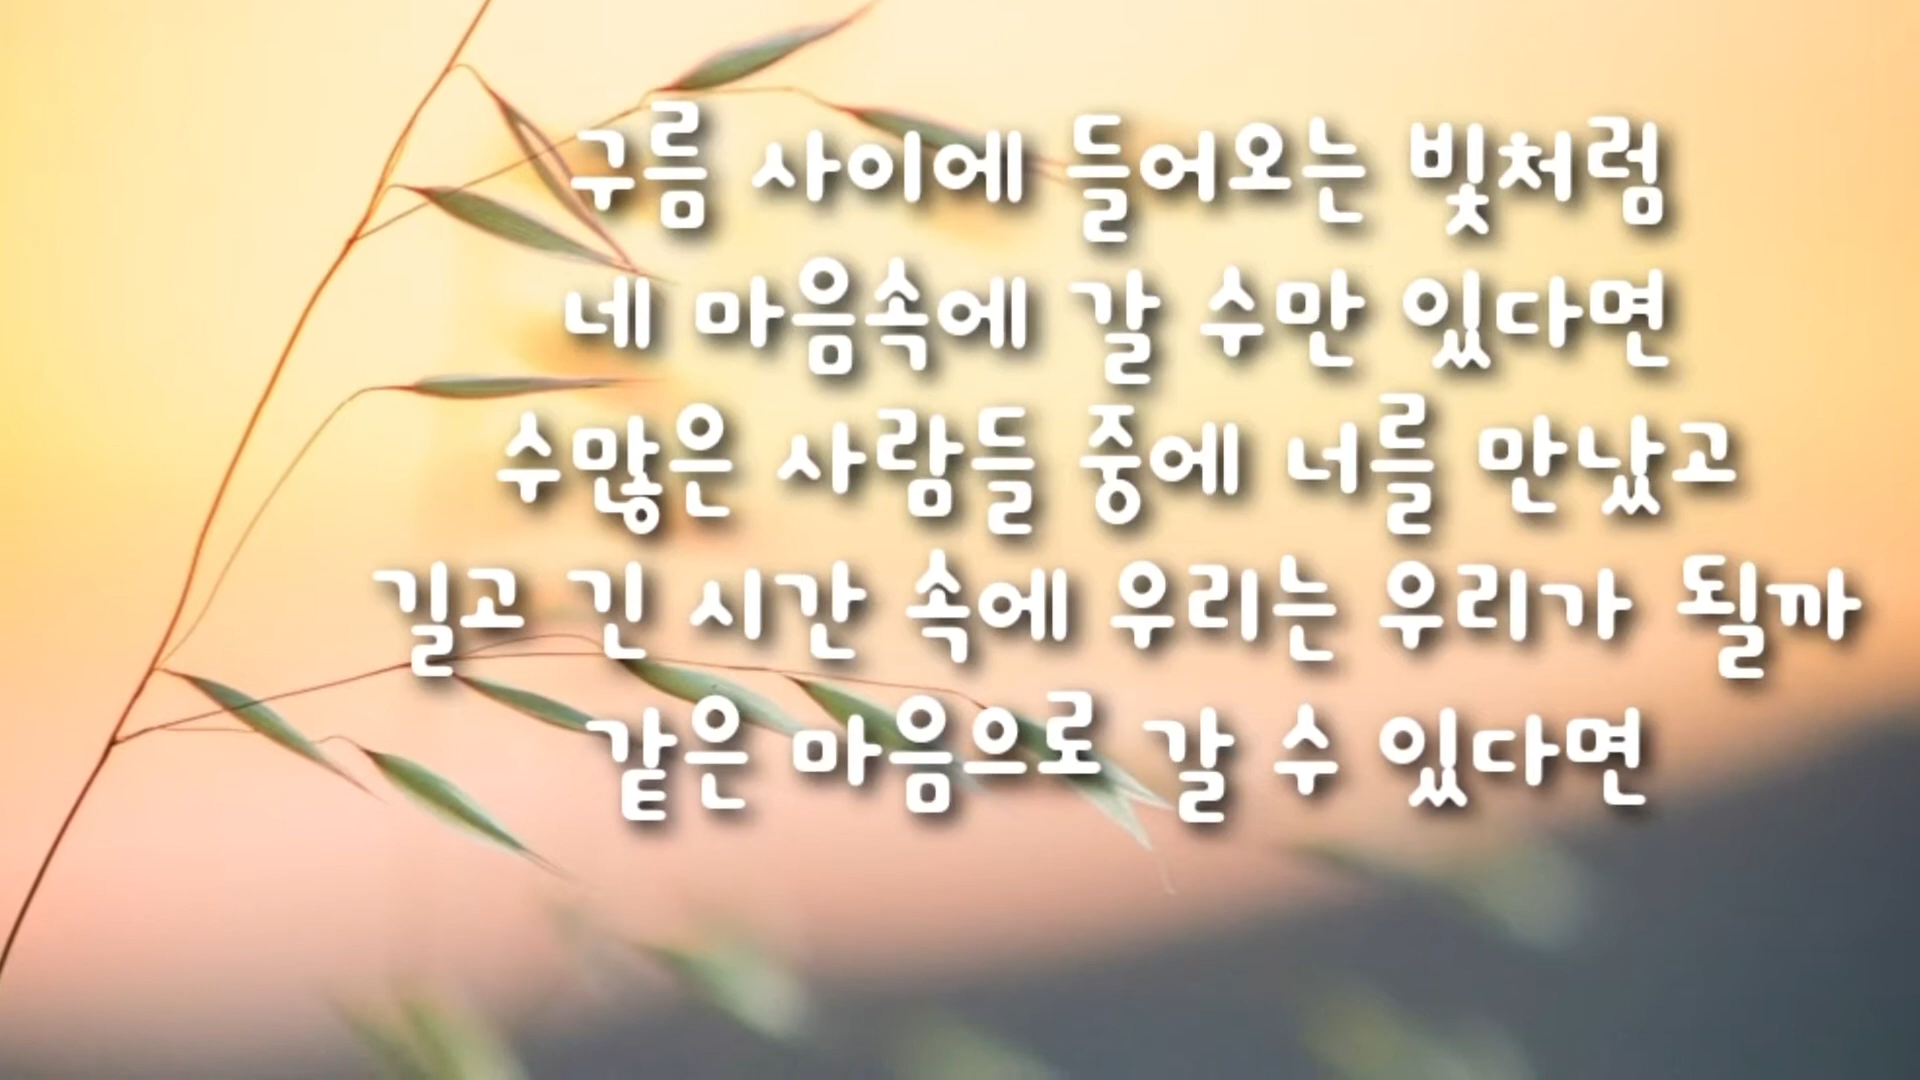 구름 사이에 들어오는 빛처럼
네 마음속에 갈 수만 있다면
수많은 사람들 중에 너를 만났고
길고 긴 시간 속에 우리는 우리가 될까
같은 마음으로 갈 수 있다면